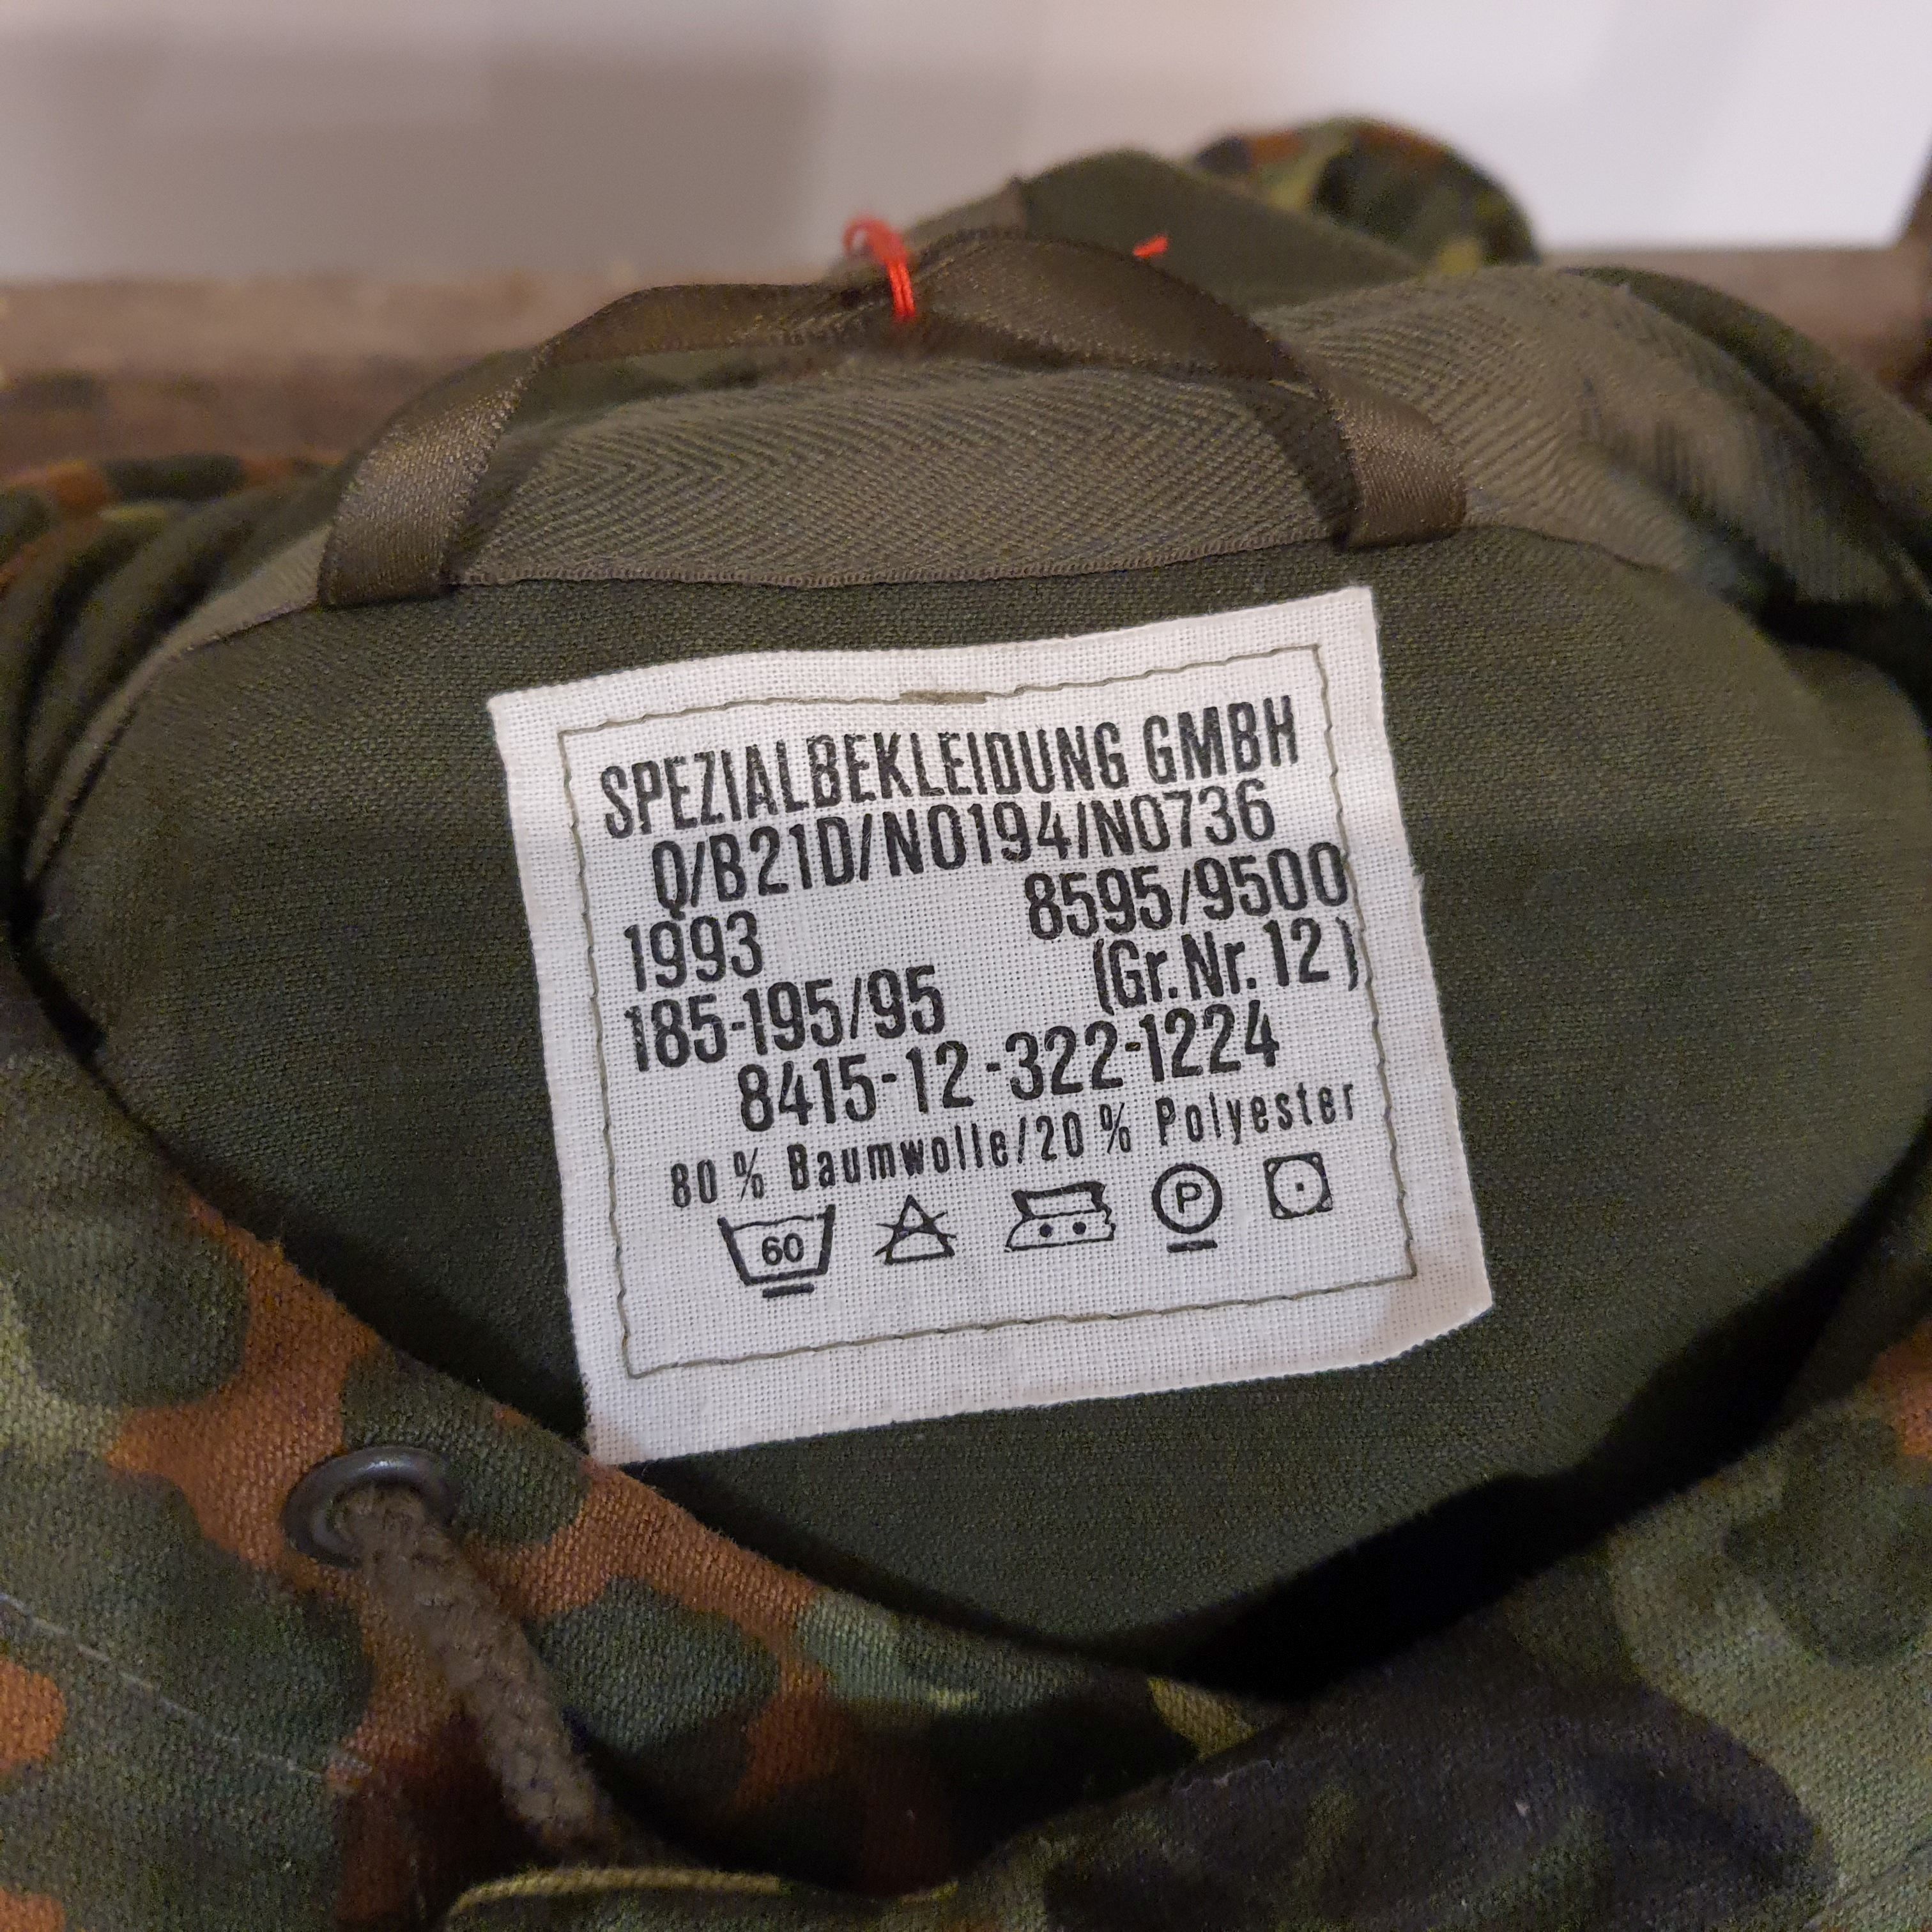 SPEZIALBEKLEIDUNG GMBH
Q/B21D/N0194/N0736
1993 8595/9500
185-195/95 (Gr.Nr.12)
8415-12-322-1224
80 % Baumwolle/20 % Polyester
60 P